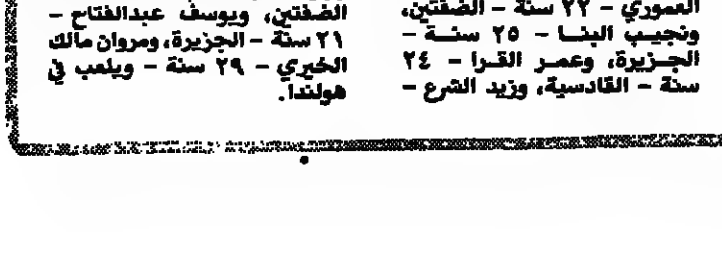 العموري – ٢٢ سنة – الضفتين،
ونجيب البنا – ٢٥ سنة –
الجزيرة، وعمر القرا – ٢٤
سنة – القادسية، وزيد الشرع –
الضفتين، ويوسف عبدالفتاح –
٢١ سنة – الجزيرة، ومروان مالك
الخيري – ٢٩ سنة – ويلعب في
هولندا.